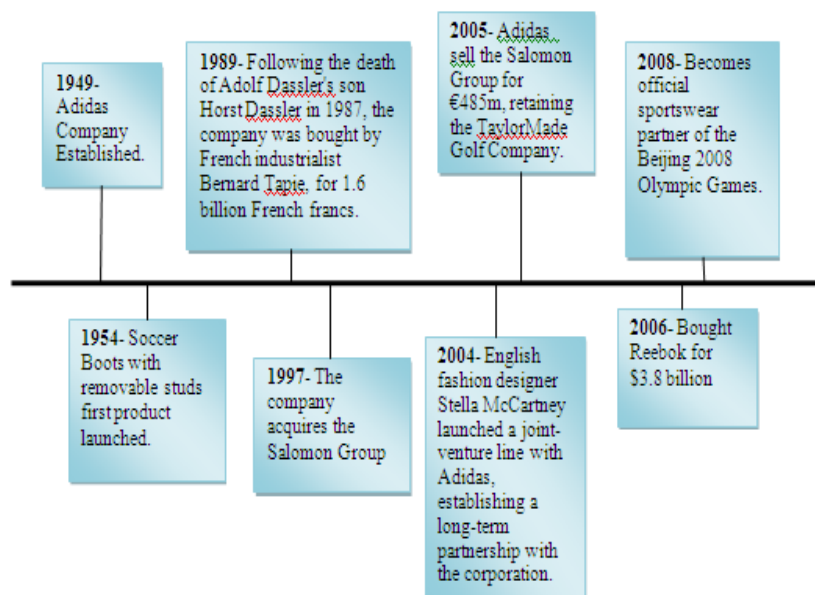 1949-
Adidas
Company
Established.
1989- Following the death
of Adolf Dassler's son
Horst Dassler in 1987, the
company was bought by
French industrialist
Bernard Tapie, for 1.6
billion French francs.
2005- Adidas
sell the Salomon
Group for
€485m, retaining
the TaylorMade
Golf Company.
2008- Becomes
official
sportswear
partner of the
Beijing 2008
Olympic Games.
1954- Soccer
Boots with
removable studs
first product
launched.
1997- The
company
acquires the
Salomon Group
2004- English
fashion designer
Stella McCartney
launched a joint-
venture line with
Adidas,
establishing a
long-term
partnership with
the corporation.
2006- Bought
Reebok for
$3.8 billion